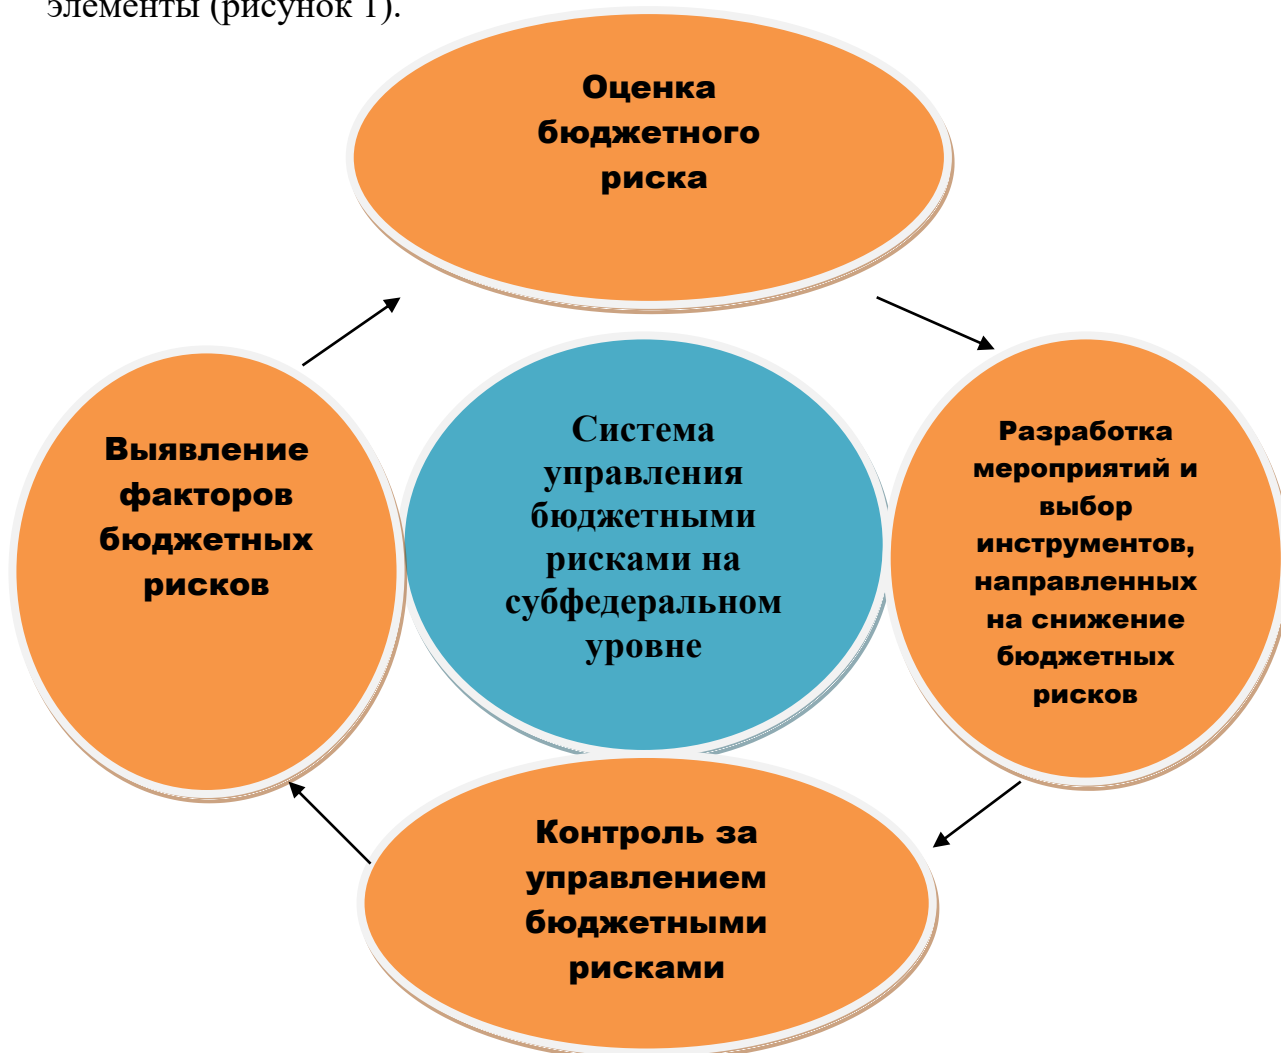 элементы (рисунок 1).
Оценка
бюджетного
риска
Выявление
факторов
бюджетных
рисков
Система
управления
бюджетными
рисками на
субфедеральном
уровне
Разработка
мероприятий и
выбор
инструментов,
направленных
на снижение
бюджетных
рисков
Контроль за
управлением
бюджетными
рисками